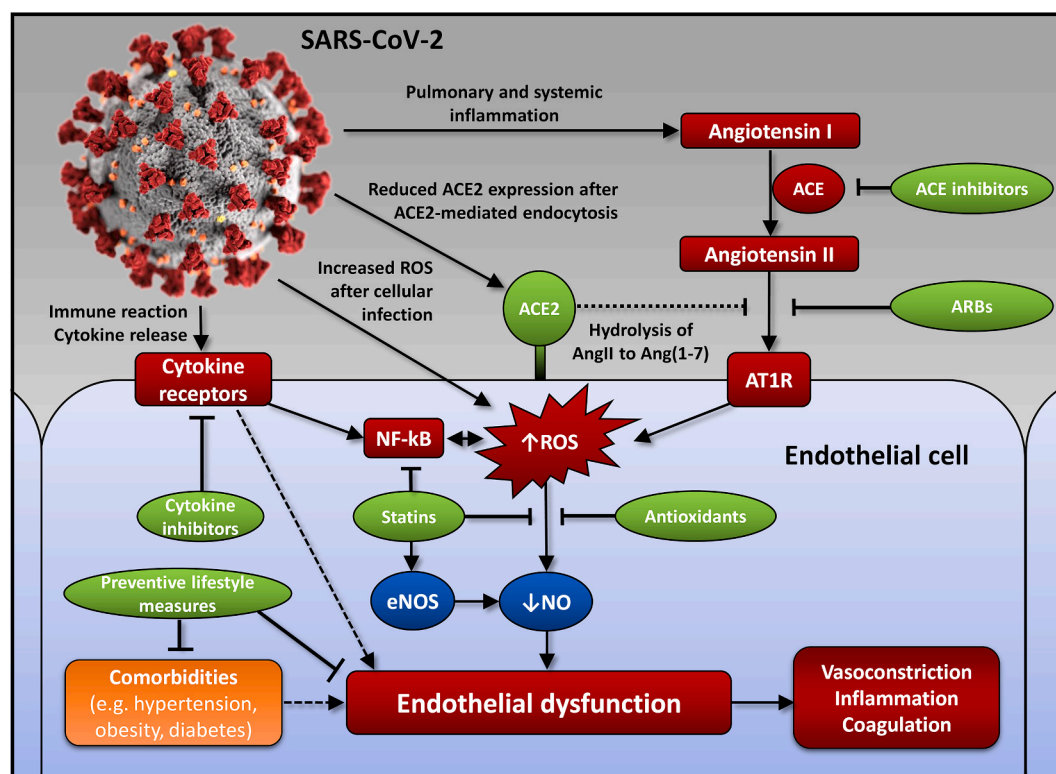 SARS-CoV-2
Pulmonary and systemic
inflammation
Angiotensin I
Reduced ACE2 expression after
ACE2-mediated endocytosis
ACE
ACE inhibitors
Angiotensin II
Increased ROS
after cellular
infection
Immune reaction
Cytokine release
ACE2
Hydrolysis of
AngII to Ang(1-7)
ARBs
Cytokine
receptors
AT1R
NF-kB
↑ROS
Endothelial cell
Cytokine
inhibitors
Statins
Antioxidants
Preventive lifestyle
measures
eNOS
↓NO
Comorbidities
(e.g. hypertension,
obesity, diabetes)
Endothelial dysfunction
Vasoconstriction
Inflammation
Coagulation